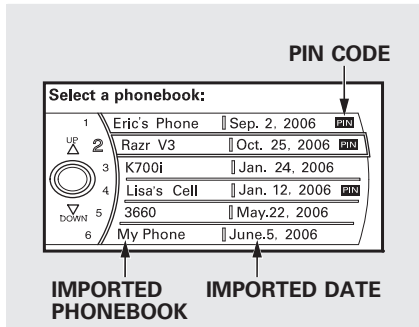 PIN CODE
Select a phonebook:
1 Eric's Phone Sep. 2, 2006 PIN
UP 2 Razr V3 Oct. 25, 2006 PIN
3 K700i Jan. 24, 2006
4 Lisa's Cell Jan. 12, 2006 PIN
DOWN 5 3660 May.22, 2006
6 My Phone June.5, 2006
IMPORTED PHONEBOOK
IMPORTED DATE